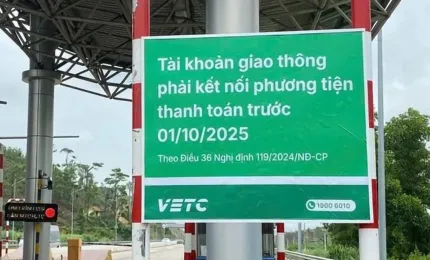 Tài khoản giao thông
phải kết nối phương tiện
thanh toán trước
01/10/2025
Theo Điều 36 Nghị định 119/2024/NĐ-CP
VETC
1900 6010